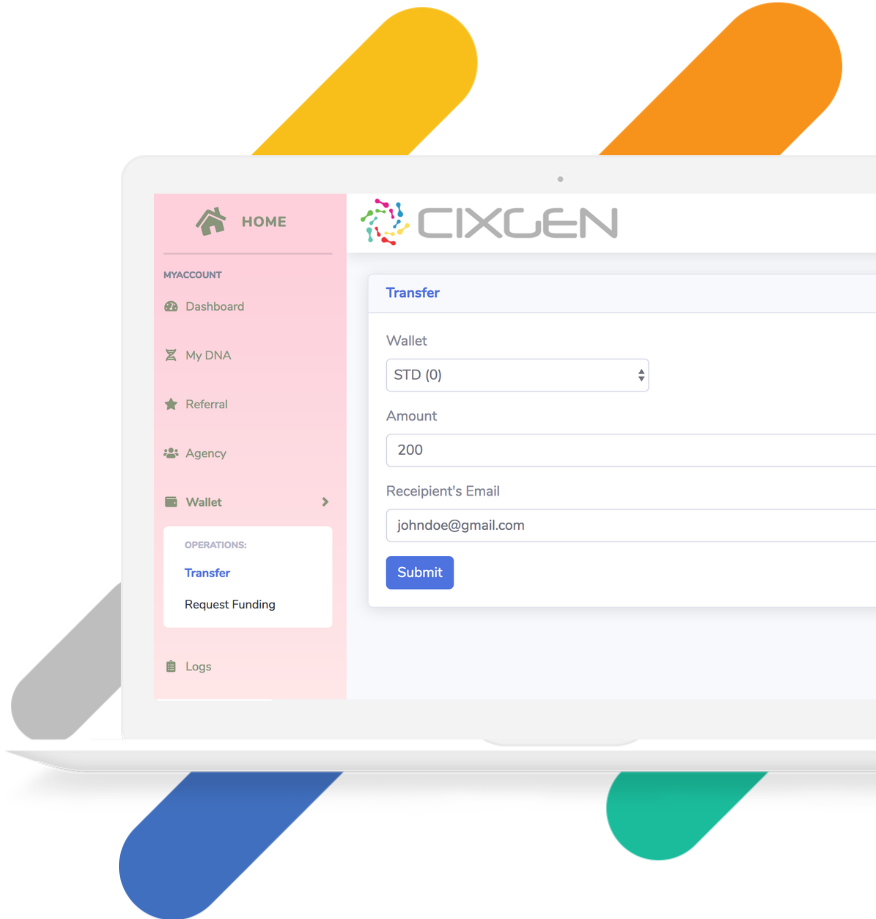 HOME
CIXGEN
MYACCOUNT
Dashboard
My DNA
Referral
Agency
Wallet
OPERATIONS:
Transfer
Request Funding
Logs
Transfer
Wallet
STD (0)
Amount
200
Receipient's Email
johndoe@gmail.com
Submit